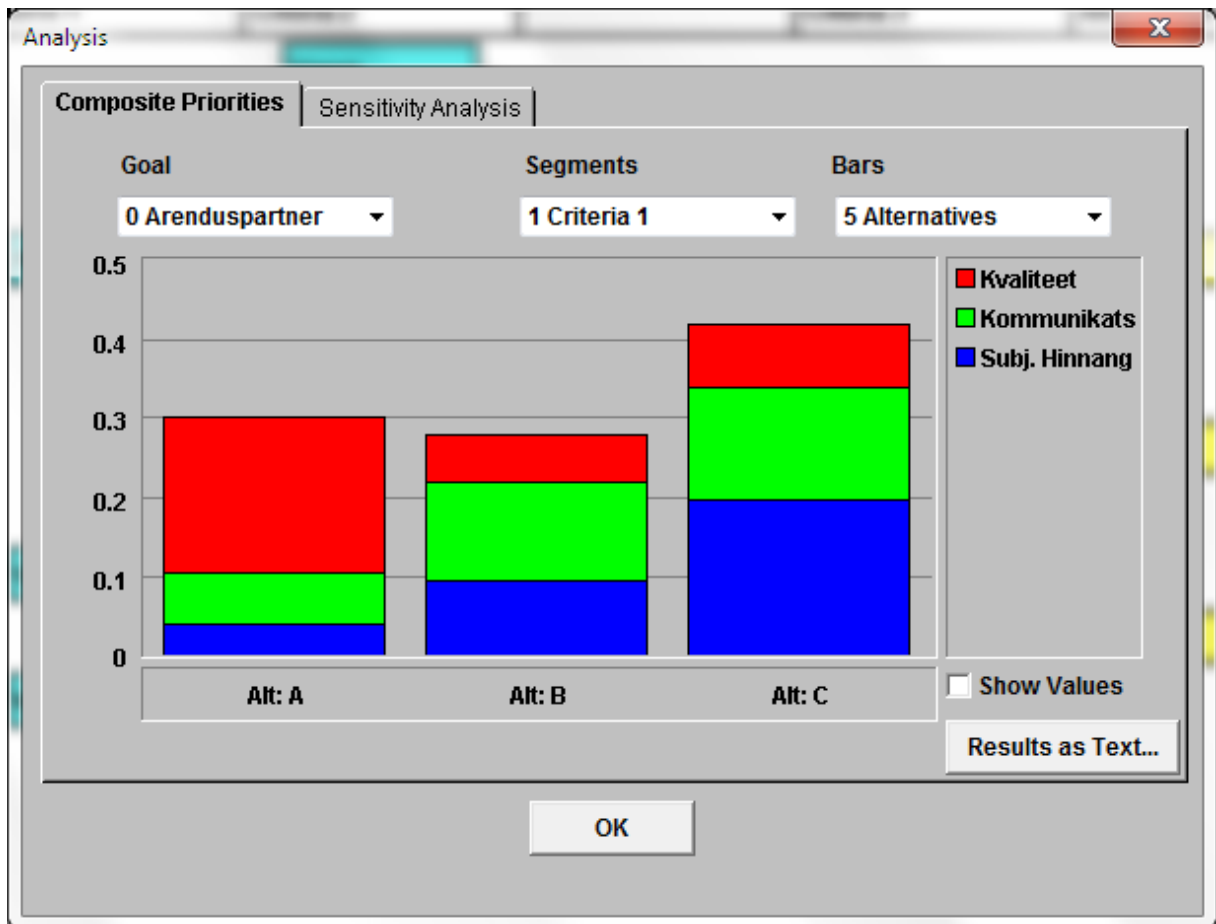 Analysis
Composite Priorities Sensitivity Analysis
Goal Segments Bars
0 Arenduspartner 1 Criteria 1 5 Alternatives
0.5
0.4
0.3
0.2
0.1
0
Kvaliteet
Kommunikats
Subj. Hinnang
Alt: A Alt: B Alt: C
Show Values
Results as Text...
OK